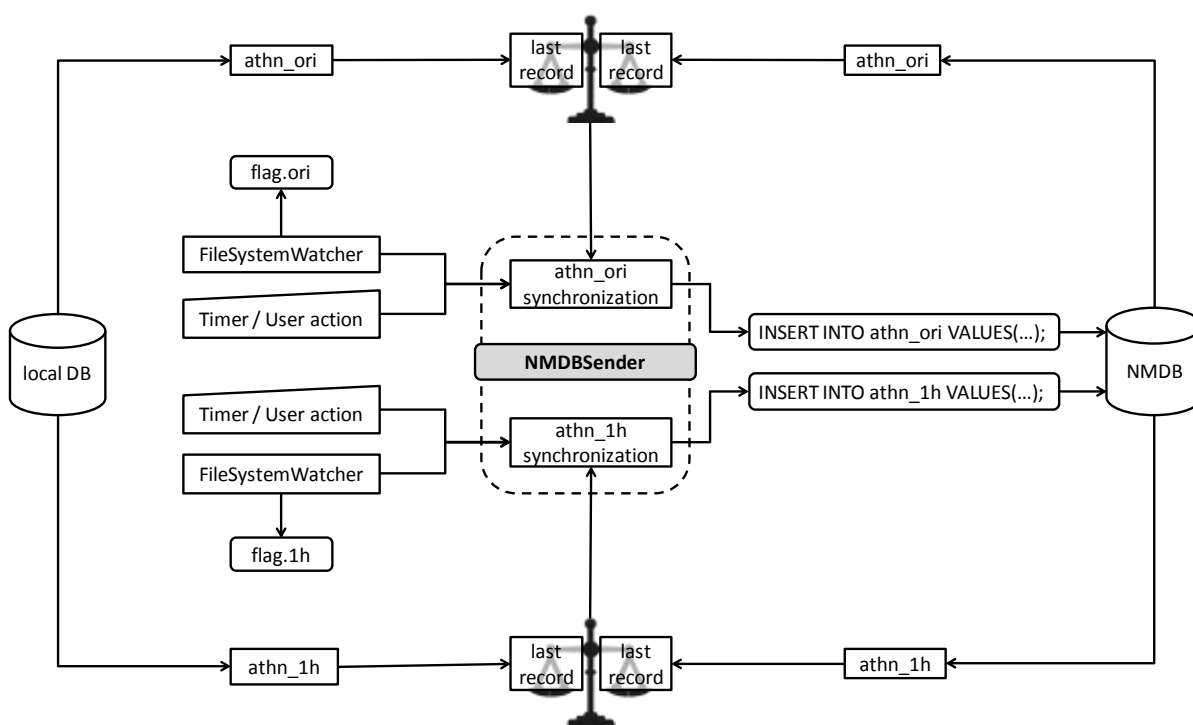 athn_ori
last
record
last
record
athn_ori
flag.ori
FileSystemWatcher
athn_ori
synchronization
Timer / User action
INSERT INTO athn_ori VALUES(...);
local DB
NMDBSender
NMDB
INSERT INTO athn_1h VALUES(...);
Timer / User action
athn_1h
synchronization
FileSystemWatcher
flag.1h
athn_1h
last
record
last
record
athn_1h